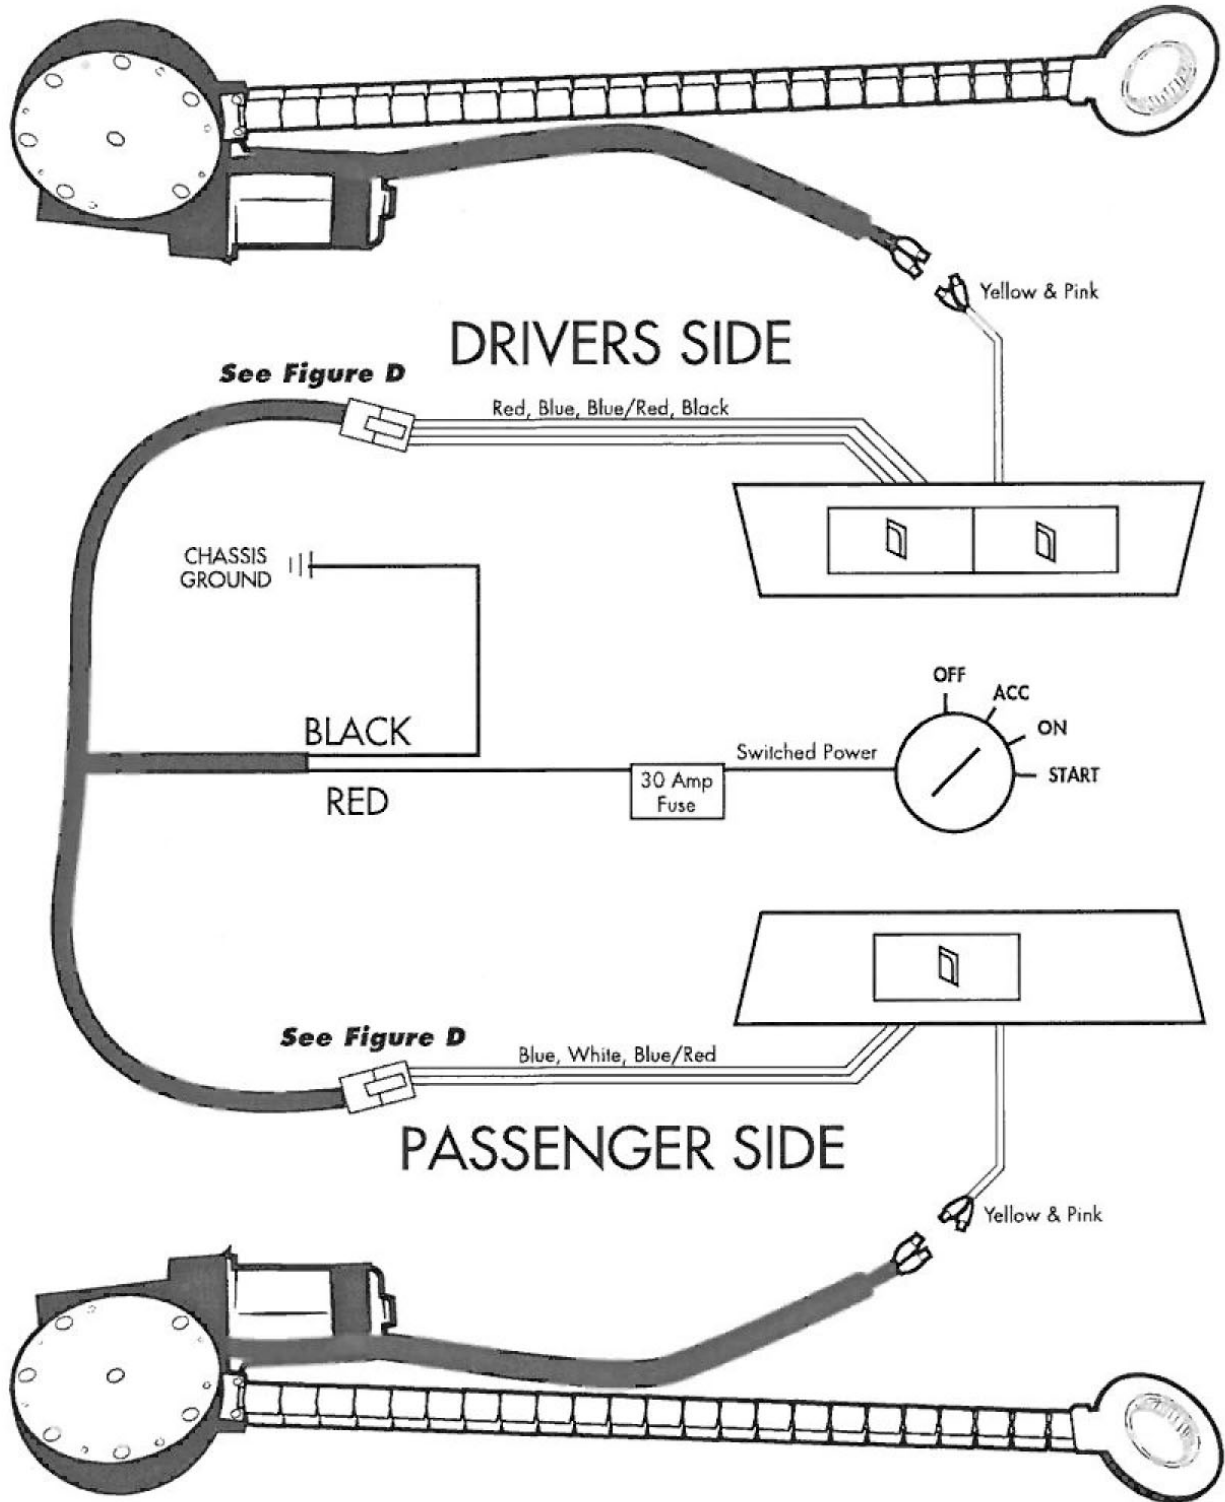 Yellow & Pink
DRIVERS SIDE
See Figure D
Red, Blue, Blue/Red, Black
CHASSIS
GROUND
OFF
ACC
ON
START
BLACK
RED
Switched Power
30 Amp
Fuse
See Figure D
Blue, White, Blue/Red
PASSENGER SIDE
Yellow & Pink